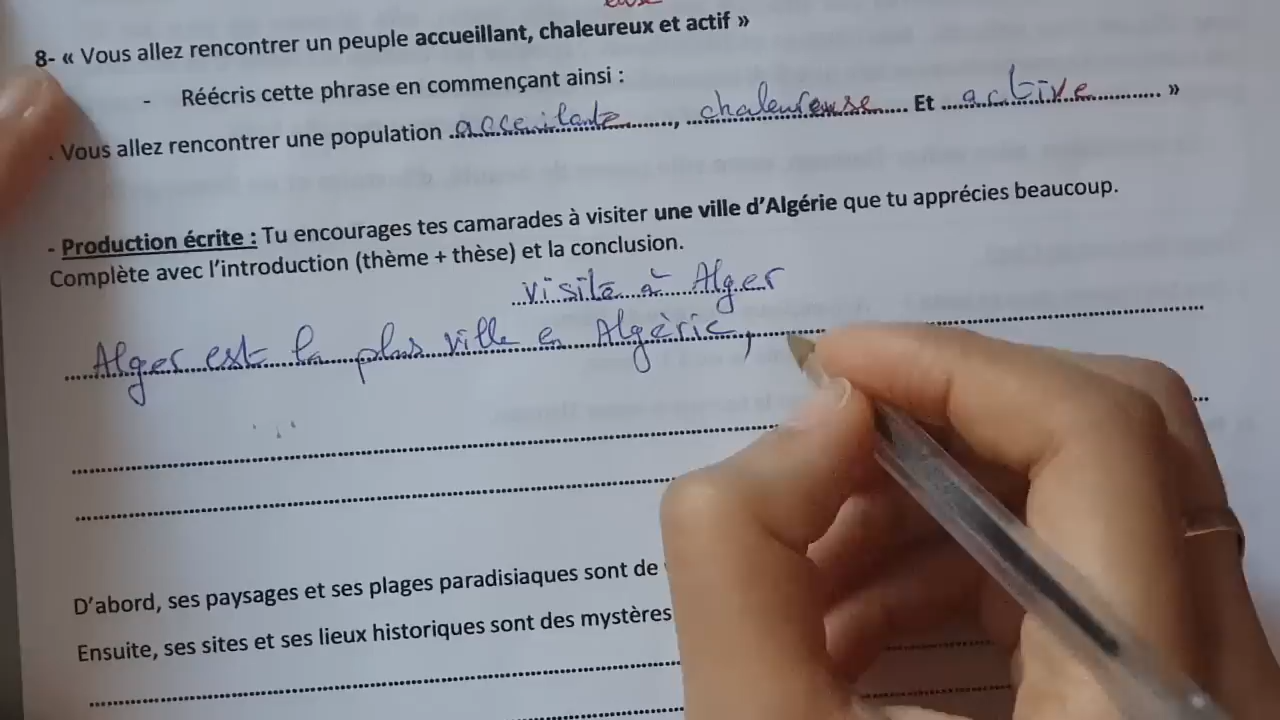 8- « Vous allez rencontrer un peuple accueillant, chaleureux et actif »
- Réécris cette phrase en commençant ainsi :
. Vous allez rencontrer une population .........., chaleureuse Et active »
- Production écrite : Tu encourages tes camarades à visiter une ville d'Algérie que tu apprécies beaucoup.
Complète avec l'introduction (thème + thèse) et la conclusion.
visite à Alger
Alger est la plus ville en Algèrie,
D'abord, ses paysages et ses plages paradisiaques sont de
Ensuite, ses sites et ses lieux historiques sont des mystères